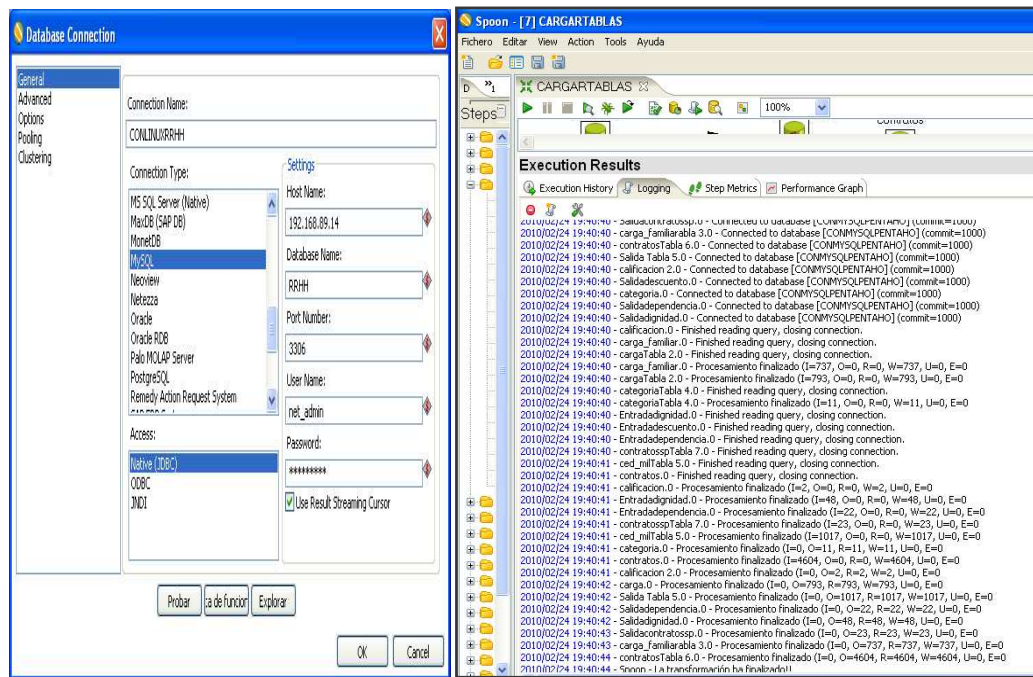 Database Connection
General
Advanced
Options
Pooling
Clustering
Connection Name:
CONLINUXRRHH
Connection Type:
MS SQL Server (Native)
MaxDB (SAP DB)
MonetDB
MySQL
Neoview
Netezza
Oracle
Oracle RDB
Palo MOLAP Server
PostgreSQL
Remedy Action Request System
Access:
Native (JDBC)
ODBC
JNDI
Settings
Host Name:
192.168.89.14
Database Name:
RRHH
Port Number:
3306
User Name:
net_admin
Password:
*********
Use Result Streaming Cursor
Probar
:a de funcior
Explorar
OK
Cancel
Spoon - [7] CARGARTABLAS
Fichero Editar View Action Tools Ayuda
D »1
CARGARTABLAS
Steps
100%
contratos
Execution Results
Execution History Logging Step Metrics Performance Graph
2010/02/24 19:40:40 - Salidacontratossp.0 - Connected to database [CONMYSQLPENTAHO] (commit=1000)
2010/02/24 19:40:40 - carga_familiarabla 3.0 - Connected to database [CONMYSQLPENTAHO] (commit=1000)
2010/02/24 19:40:40 - contratosTabla 6.0 - Connected to database [CONMYSQLPENTAHO] (commit=1000)
2010/02/24 19:40:40 - Salida Tabla 5.0 - Connected to database [CONMYSQLPENTAHO] (commit=1000)
2010/02/24 19:40:40 - calificacion 2.0 - Connected to database [CONMYSQLPENTAHO] (commit=1000)
2010/02/24 19:40:40 - Salidadescuento.0 - Connected to database [CONMYSQLPENTAHO] (commit=1000)
2010/02/24 19:40:40 - categoria.0 - Connected to database [CONMYSQLPENTAHO] (commit=1000)
2010/02/24 19:40:40 - Salidadependencia.0 - Connected to database [CONMYSQLPENTAHO] (commit=1000)
2010/02/24 19:40:40 - Salidadignidad.0 - Connected to database [CONMYSQLPENTAHO] (commit=1000)
2010/02/24 19:40:40 - calificacion.0 - Finished reading query, closing connection.
2010/02/24 19:40:40 - carga_familiar.0 - Finished reading query, closing connection.
2010/02/24 19:40:40 - cargaTabla 2.0 - Finished reading query, closing connection.
2010/02/24 19:40:40 - carga_familiar.0 - Procesamiento finalizado (I=737, O=0, R=0, W=737, U=0, E=0
2010/02/24 19:40:40 - cargaTabla 2.0 - Procesamiento finalizado (I=793, O=0, R=0, W=793, U=0, E=0
2010/02/24 19:40:40 - categoriaTabla 4.0 - Finished reading query, closing connection.
2010/02/24 19:40:40 - categoriaTabla 4.0 - Procesamiento finalizado (I=11, O=0, R=0, W=11, U=0, E=0
2010/02/24 19:40:40 - Entradadignidad.0 - Finished reading query, closing connection.
2010/02/24 19:40:40 - Entradadescuento.0 - Finished reading query, closing connection.
2010/02/24 19:40:40 - Entradadependencia.0 - Finished reading query, closing connection.
2010/02/24 19:40:40 - contratosspTabla 7.0 - Finished reading query, closing connection.
2010/02/24 19:40:41 - ced_milTabla 5.0 - Finished reading query, closing connection.
2010/02/24 19:40:41 - contratos.0 - Finished reading query, closing connection.
2010/02/24 19:40:41 - calificacion.0 - Procesamiento finalizado (I=2, O=0, R=0, W=2, U=0, E=0
2010/02/24 19:40:41 - Entradadignidad.0 - Procesamiento finalizado (I=48, O=0, R=0, W=48, U=0, E=0
2010/02/24 19:40:41 - Entradadependencia.0 - Procesamiento finalizado (I=22, O=0, R=0, W=22, U=0, E=0
2010/02/24 19:40:41 - contratosspTabla 7.0 - Procesamiento finalizado (I=23, O=0, R=0, W=23, U=0, E=0
2010/02/24 19:40:41 - ced_milTabla 5.0 - Procesamiento finalizado (I=1017, O=0, R=0, W=1017, U=0, E=0
2010/02/24 19:40:41 - categoria.0 - Procesamiento finalizado (I=0, O=11, R=11, W=11, U=0, E=0
2010/02/24 19:40:41 - contratos.0 - Procesamiento finalizado (I=4604, O=0, R=0, W=4604, U=0, E=0
2010/02/24 19:40:41 - calificacion 2.0 - Procesamiento finalizado (I=0, O=2, R=2, W=2, U=0, E=0
2010/02/24 19:40:42 - carga.0 - Procesamiento finalizado (I=0, O=793, R=793, W=793, U=0, E=0
2010/02/24 19:40:42 - Salida Tabla 5.0 - Procesamiento finalizado (I=0, O=1017, R=1017, W=1017, U=0, E=0
2010/02/24 19:40:42 - Salidadependencia.0 - Procesamiento finalizado (I=0, O=22, R=22, W=22, U=0, E=0
2010/02/24 19:40:42 - Salidadignidad.0 - Procesamiento finalizado (I=0, O=48, R=48, W=48, U=0, E=0
2010/02/24 19:40:43 - Salidacontratossp.0 - Procesamiento finalizado (I=0, O=23, R=23, W=23, U=0, E=0
2010/02/24 19:40:43 - carga_familiarabla 3.0 - Procesamiento finalizado (I=0, O=737, R=737, W=737, U=0, E=0
2010/02/24 19:40:44 - contratosTabla 6.0 - Procesamiento finalizado (I=0, O=4604, R=4604, W=4604, U=0, E=0
2010/02/24 19:40:44 - Spoon - La transformación ha finalizado!!